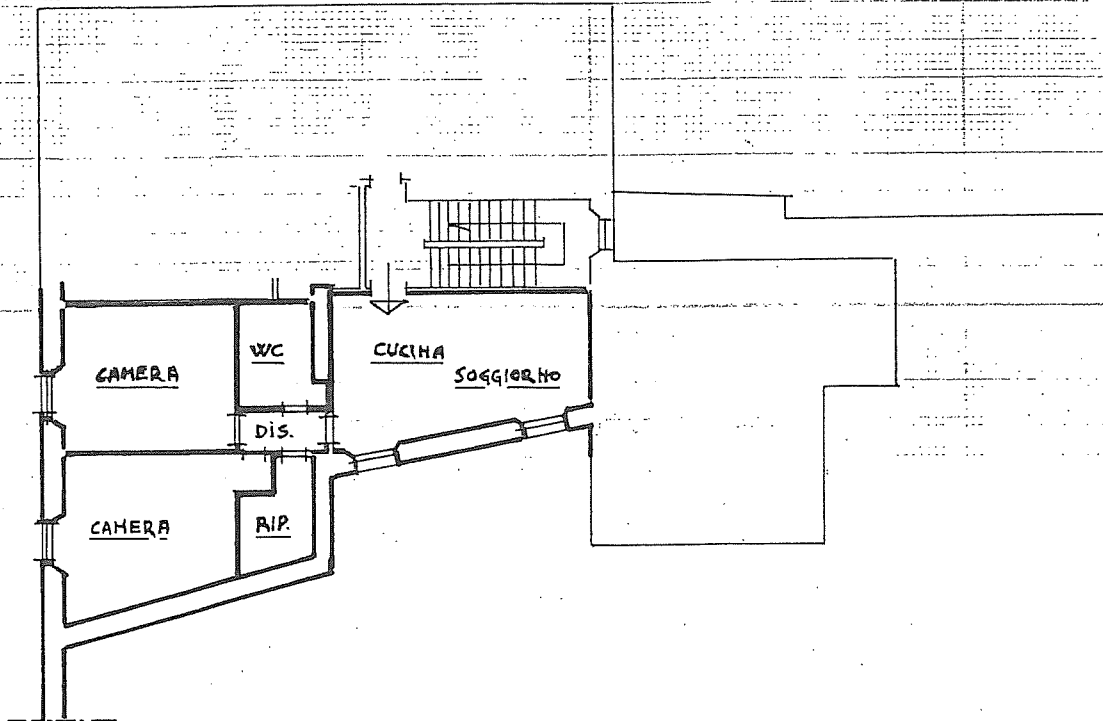 WC
CUCINA
CAMERA
SOGGIORNO
DIS.
CAMERA
RIP.